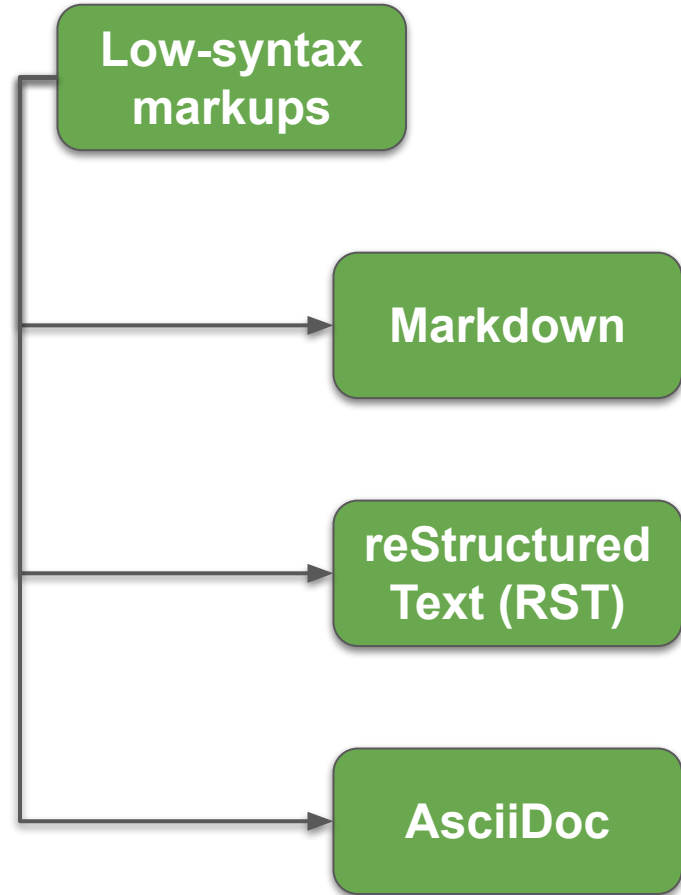 Low-syntax
markups
Markdown
reStructured
Text (RST)
AsciiDoc